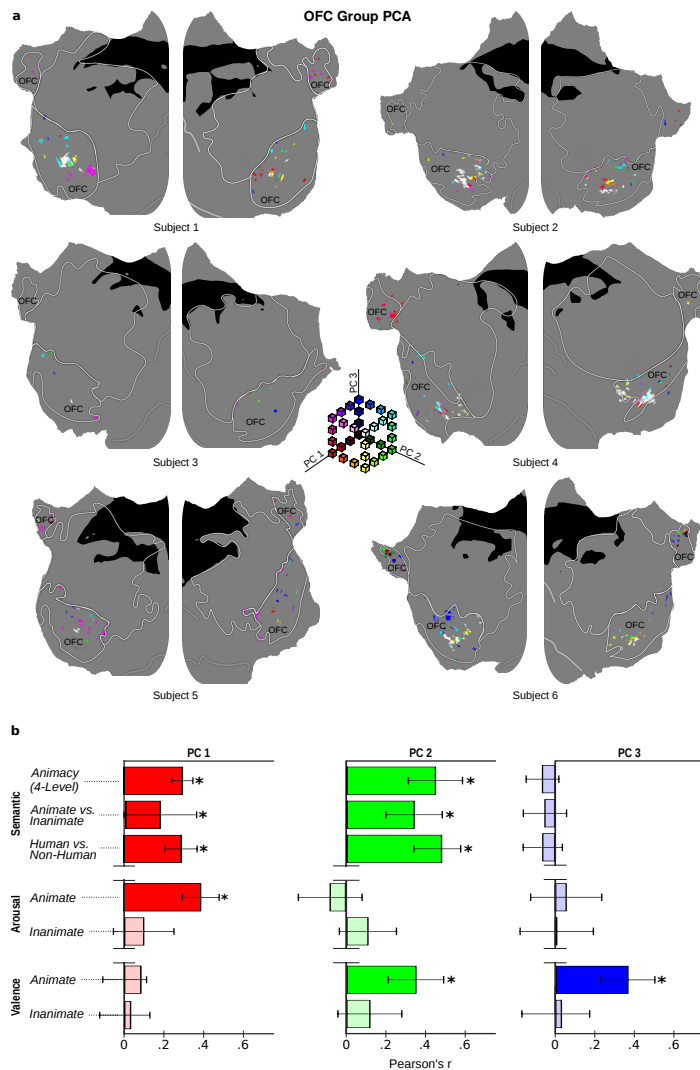 a
OFC Group PCA
OFC
OFC
OFC
OFC
OFC
OFC
OFC
Subject 1
Subject 2
OFC
OFC
OFC
OFC
OFC
OFC
OFC
OFC
PC 3
PC 1
PC 2
Subject 3
Subject 4
OFC
OFC
OFC
OFC
OFC
OFC
OFC
OFC
Subject 5
Subject 6
b
PC 1
PC 2
PC 3
Semantic
Animacy
(4-Level)
*
*
Animate vs.
Inanimate
*
*
Human vs.
Non-Human
*
*
Arousal
Animate
*
Inanimate
Valence
Animate
*
*
Inanimate
0 .2 .4 .6
0 .2 .4 .6
0 .2 .4 .6
Pearson's r